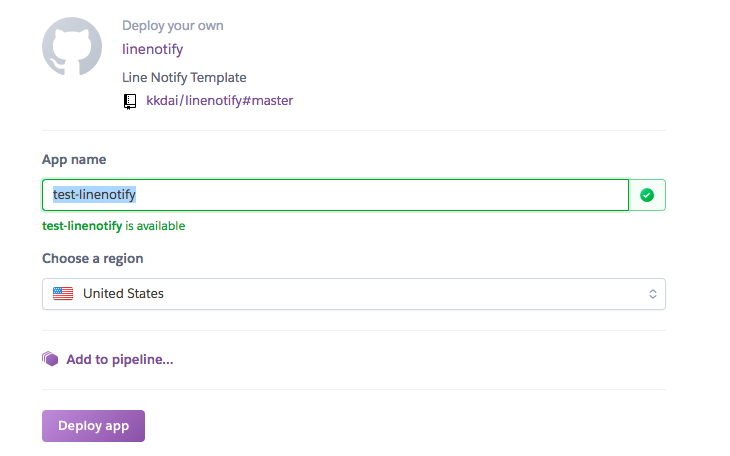 Deploy your own
linenotify
Line Notify Template
kkdai/linenotify#master
App name
test-linenotify
test-linenotify is available
Choose a region
United States
Add to pipeline...
Deploy app